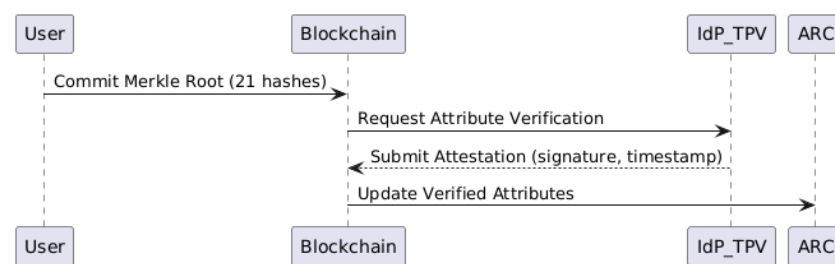 User Blockchain IdP_TPV ARC
Commit Merkle Root (21 hashes)
Request Attribute Verification
Submit Attestation (signature, timestamp)
Update Verified Attributes
User Blockchain IdP_TPV ARC